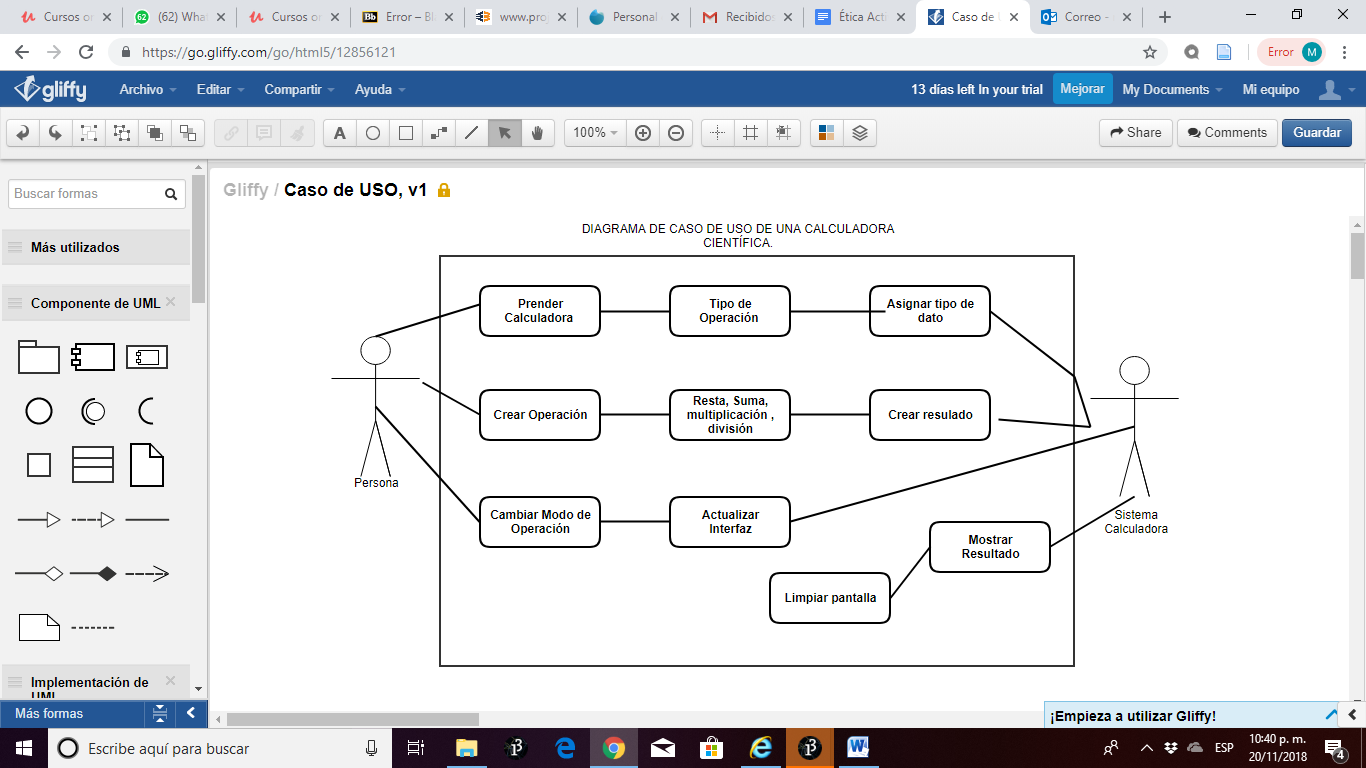 Cursos or
(62) What
Cursos or
Error – Bl
www.proj
Personal
Recibidos
Ética Acti
Caso de U
Correo -
https://go.gliffy.com/go/html5/12856121
Error M
gliffy
Archivo
Editar
Compartir
Ayuda
13 días left In your trial
Mejorar
My Documents
Mi equipo
A
100%
Share
Comments
Guardar
Buscar formas
Más utilizados
Componente de UML
Implementación de
UML
Más formas
Gliffy / Caso de USO, v1
DIAGRAMA DE CASO DE USO DE UNA CALCULADORA
CIENTÍFICA.
Prender
Calculadora
Tipo de
Operación
Asignar tipo de
dato
Crear Operación
Resta, Suma,
multiplicación ,
división
Crear resulado
Persona
Cambiar Modo de
Operación
Actualizar
Interfaz
Sistema
Calculadora
Mostrar
Resultado
Limpiar pantalla
¡Empieza a utilizar Gliffy!
Escribe aquí para buscar
ESP
10:40 p. m.
20/11/2018
4